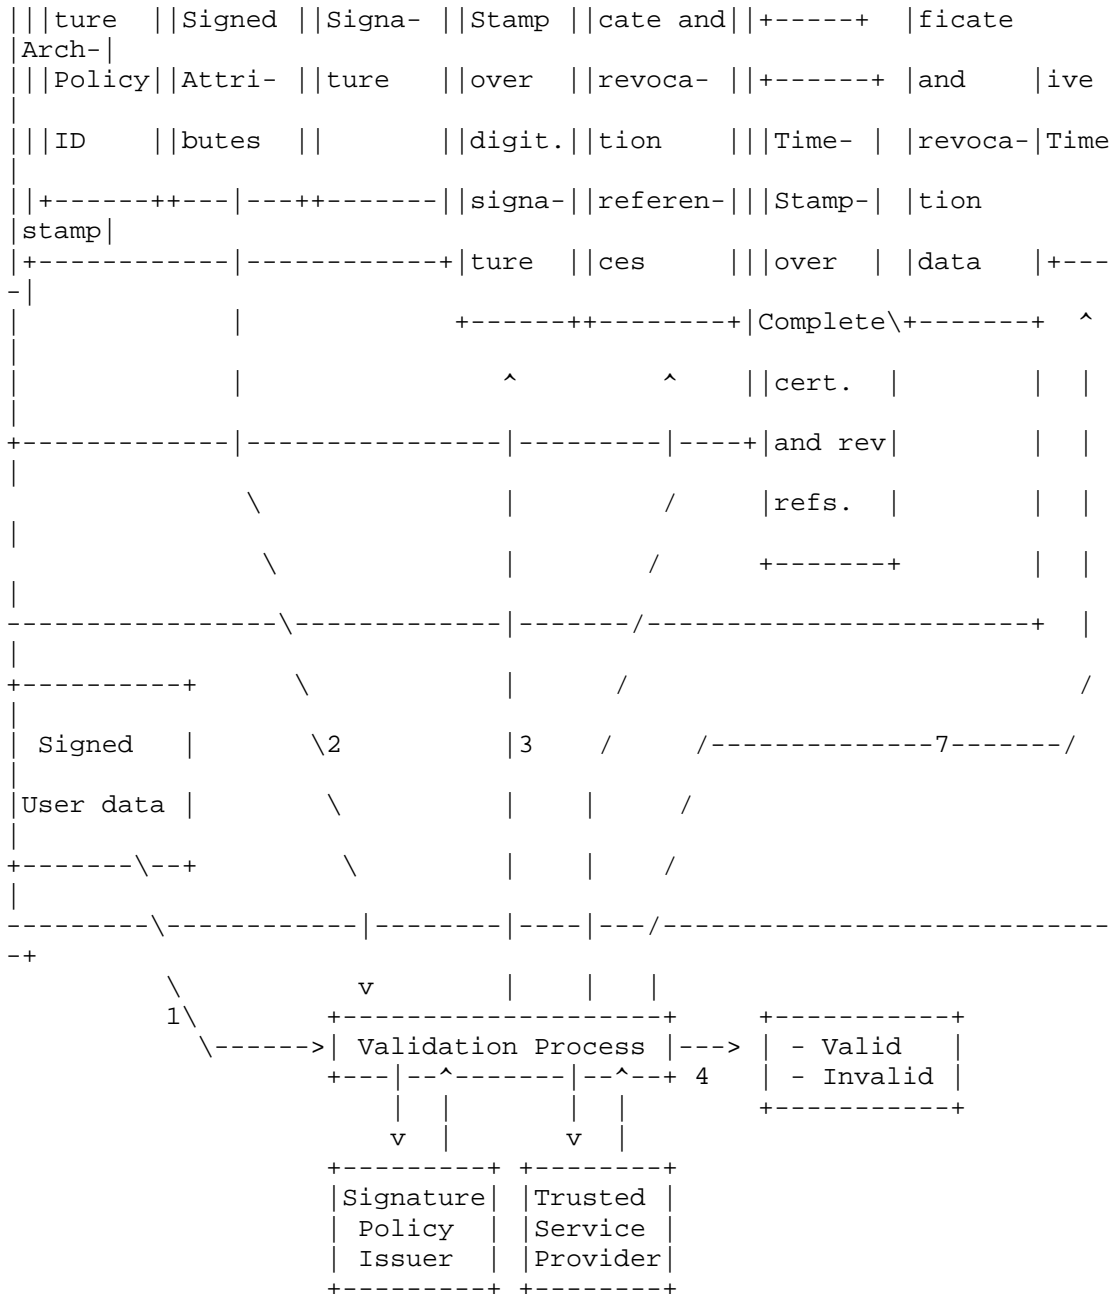 |||ture  ||Signed ||Signa- ||Stamp ||cate and||+-----+  |ficate
|Arch-|
|||Policy||Attri- ||ture   ||over  ||revoca- ||+------+ |and    |ive
|
|||ID    ||butes  ||       ||digit.||tion    |||Time- | |revoca-|Time
|
||+------++---|---++-------||signa-||referen-|||Stamp-| |tion
|stamp|
|+------------|------------+|ture  ||ces     |||over  | |data   |+---
-|
|             |             +------++--------+|Complete\+-------+  ^
|
|             |                ^         ^    ||cert.  |        |  |
|
+-------------|----------------|---------|----+|and rev|        |  |
|
               \               |         /     |refs.  |        |  |
|
                \              |        /      +-------+        |  |
|
-----------------\-------------|-------/------------------------+  |
|
+----------+      \            |      /                            /
|
| Signed   |       \2          |3    /     /--------------7-------/
|
|User data |        \          |    |     /
|
+-------\--+         \         |    |    /
|
---------\------------|--------|----|---/----------------------------
-+
          \           v        |    |   |
          1\        +--------------------+     +-----------+
            \------>| Validation Process |---> | - Valid   |
                    +---|--^-------|--^--+ 4   | - Invalid |
                        |  |       |  |        +-----------+
                        v  |       v  |
                    +---------+ +--------+
                    |Signature| |Trusted |
                    | Policy  | |Service |
                    | Issuer  | |Provider|
                    +---------+ +--------+